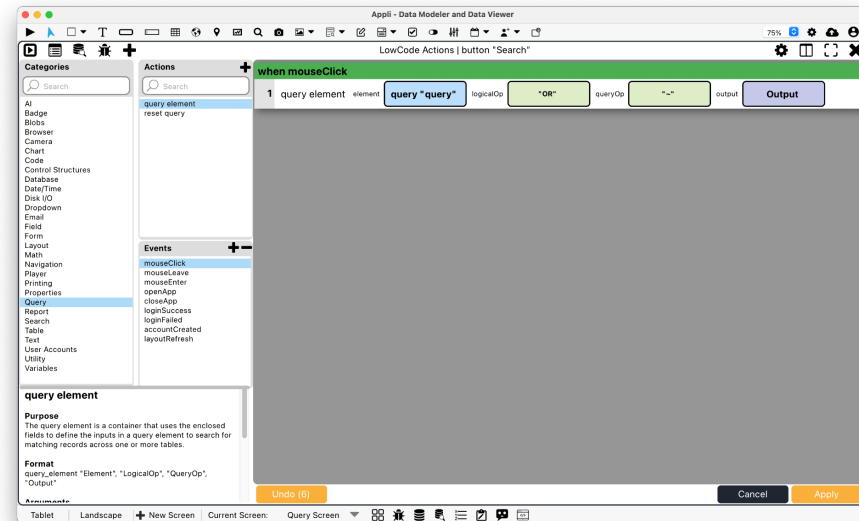 Appli - Data Modeler and Data Viewer
T
75%
LowCode Actions | button "Search"
Categories
Search
AI
Badge
Blobs
Browser
Camera
Chart
Code
Control Structures
Database
Date/Time
Disk I/O
Dropdown
Email
Field
Form
Layout
Math
Navigation
Player
Printing
Properties
Query
Report
Search
Table
Text
User Accounts
Utility
Variables
Actions
Search
query element
reset query
Events
mouseClick
mouseLeave
mouseEnter
openApp
closeApp
loginSuccess
loginFailed
accountCreated
layoutRefresh
when mouseClick
1 query element element query "query" logicalOp "OR" queryOp "~" output Output
query element
Purpose
The query element is a container that uses the enclosed
fields to define the inputs in a query element to search for
matching records across one or more tables.
Format
query_element "Element", "LogicalOp", "QueryOp",
"Output"
Arguments
Undo (6)
Cancel
Apply
Tablet Landscape New Screen Current Screen: Query Screen